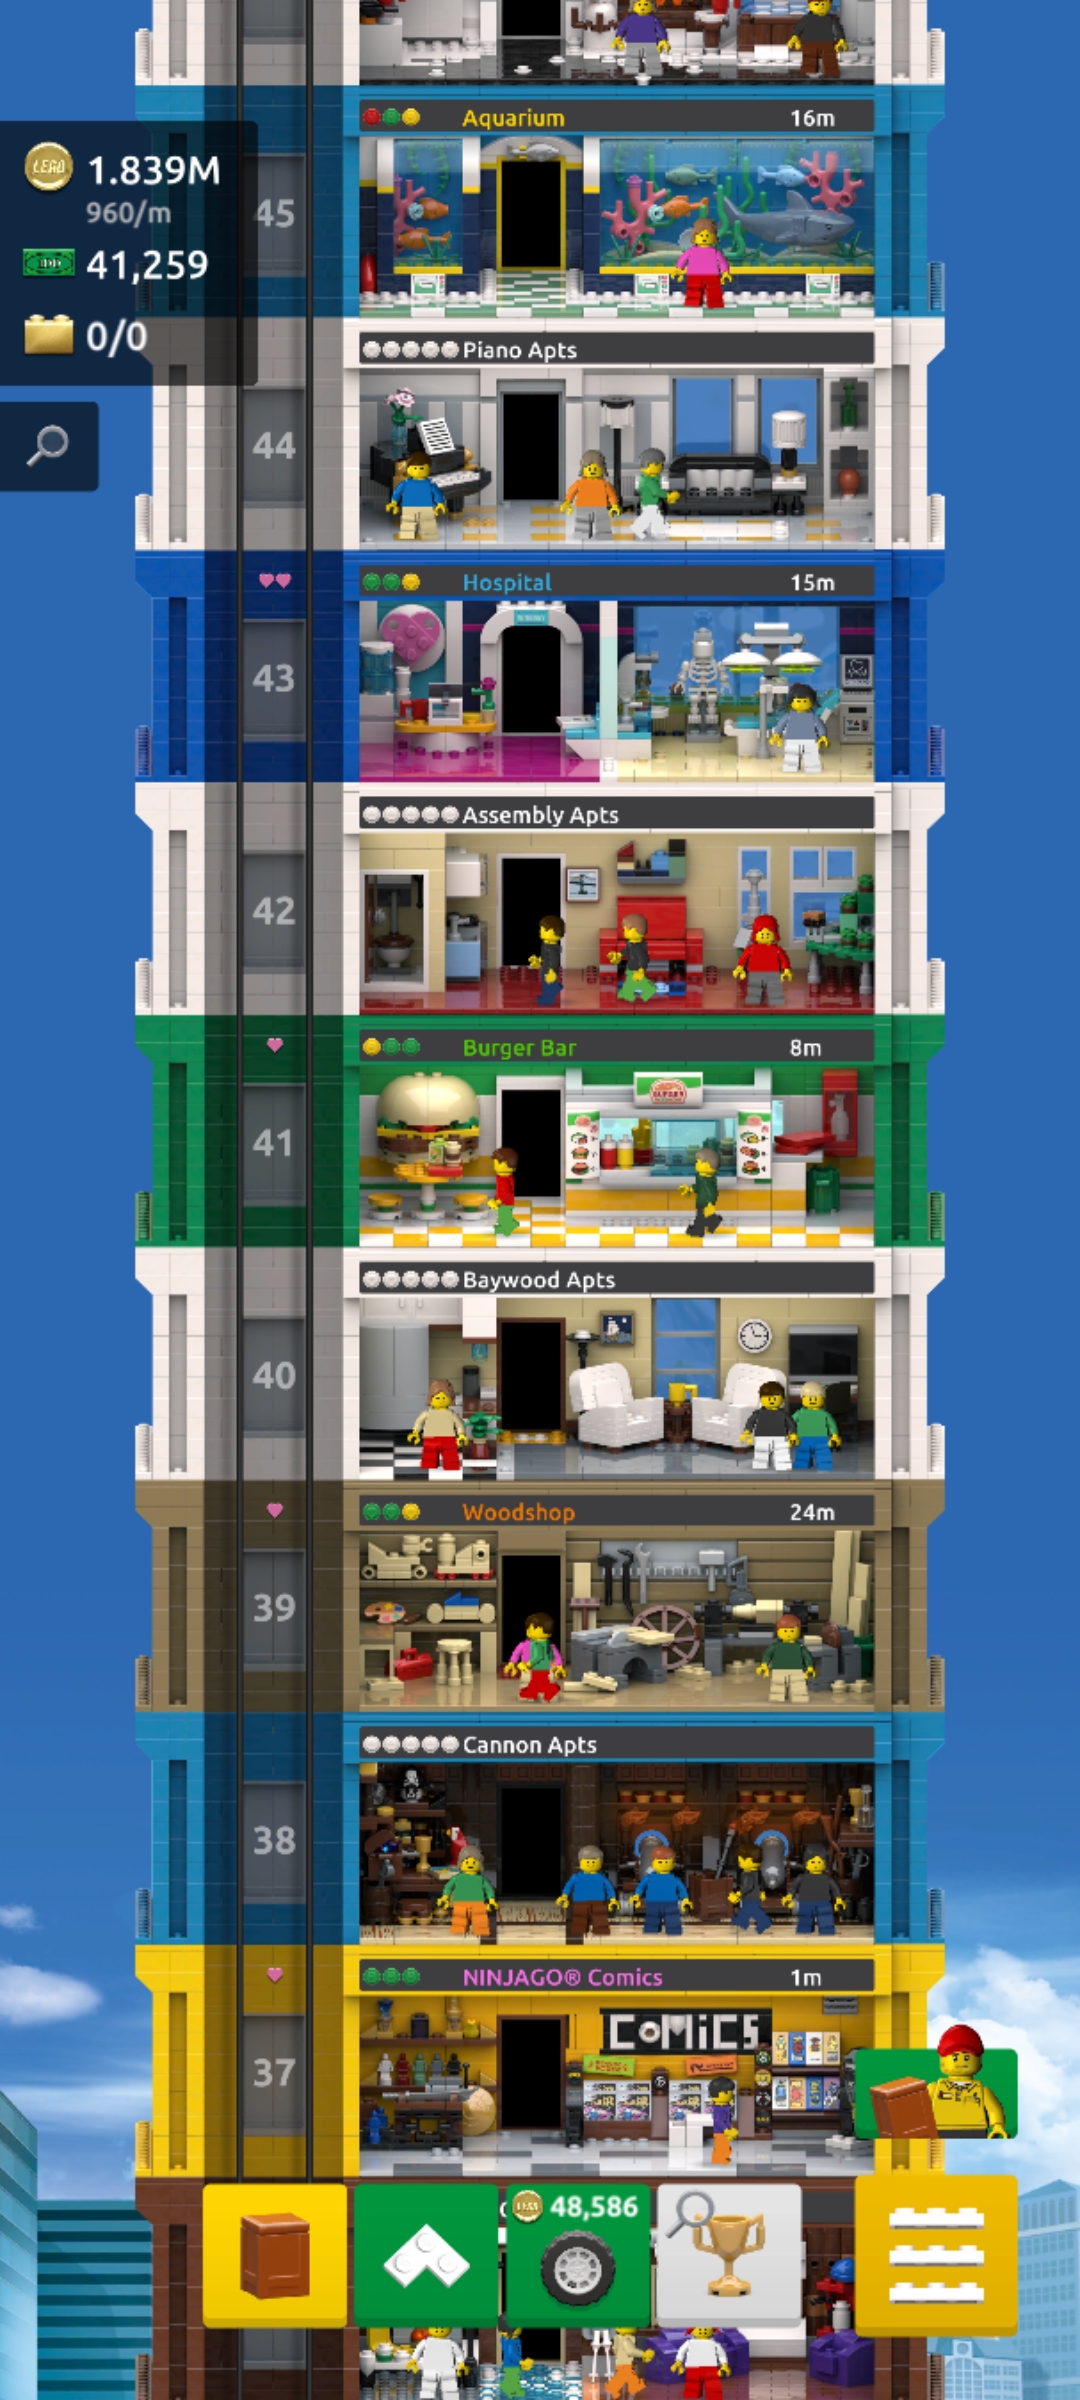 Aquarium 16m
LEGO 1.839M
960/m
45
41,259
0/0
Piano Apts
44
Hospital 15m
43
Assembly Apts
42
Burger Bar 8m
41
Baywood Apts
40
Woodshop 24m
39
Cannon Apts
38
NINJAGO® Comics 1m
COMiCS
37
48,586